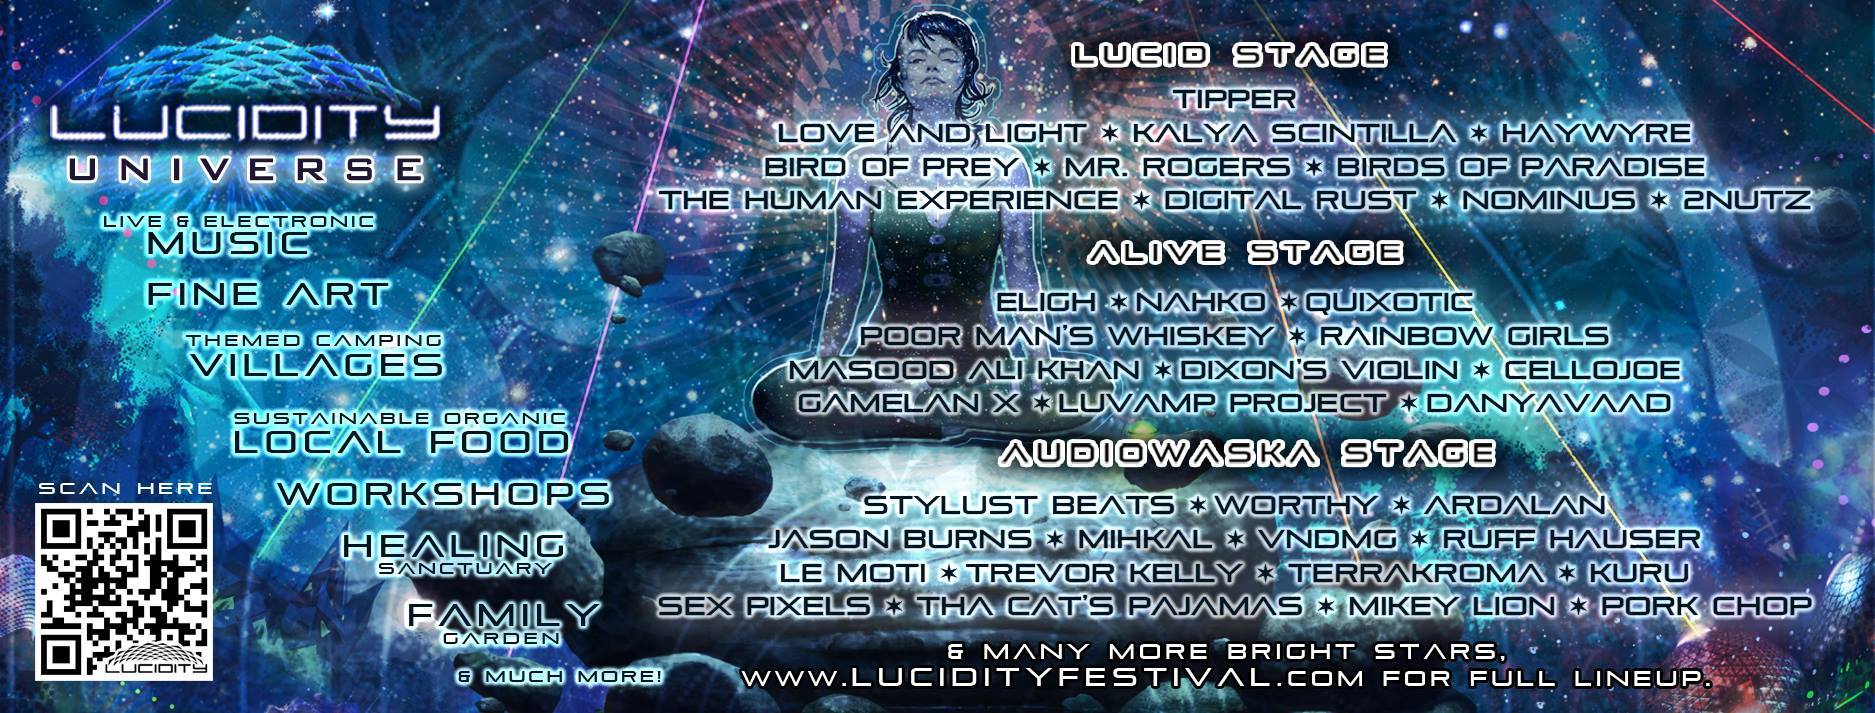 LUCIDITY
UNIVERSE
LIVE & ELECTRONIC
MUSIC
FINE ART
THEMED CAMPING
VILLAGES
SUSTAINABLE ORGANIC
LOCAL FOOD
WORKSHOPS
HEALING
SANCTUARY
FAMILY
GARDEN
& MUCH MORE!
SCAN HERE
LUCIDITY
LUCID STAGE
TIPPER
LOVE AND LIGHT * KALYA SCINTILLA * HAYWYRE
BIRD OF PREY * MR. ROGERS * BIRDS OF PARADISE
THE HUMAN EXPERIENCE * DIGITAL RUST * NOMINUS * 2NUTZ
ALIVE STAGE
ELIGH * NAHKO * QUIXOTIC
POOR MAN'S WHISKEY * RAINBOW GIRLS
MASOOD ALI KHAN * DIXON'S VIOLIN * CELLOJOE
GAMELAN X * LUVAMP PROJECT * DANYAVAAD
AUDIOWASKA STAGE
STYLUST BEATS * WORTHY * ARDALAN
JASON BURNS * MIHKAL * VNDMG * RUFF HAUSER
LE MOTI * TREVOR KELLY * TERRAKROMA * KURU
SEX PIXELS * THA CAT'S PAJAMAS * MIKEY LION * PORK CHOP
& MANY MORE BRIGHT STARS,
WWW.LUCIDITYFESTIVAL.COM FOR FULL LINEUP.